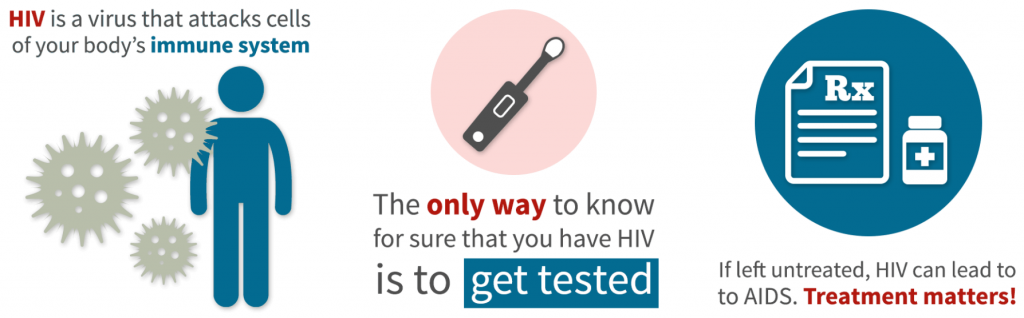 HIV is a virus that attacks cells
of your body's immune system
The only way to know
for sure that you have HIV
is to get tested
Rx
If left untreated, HIV can lead to
to AIDS. Treatment matters!